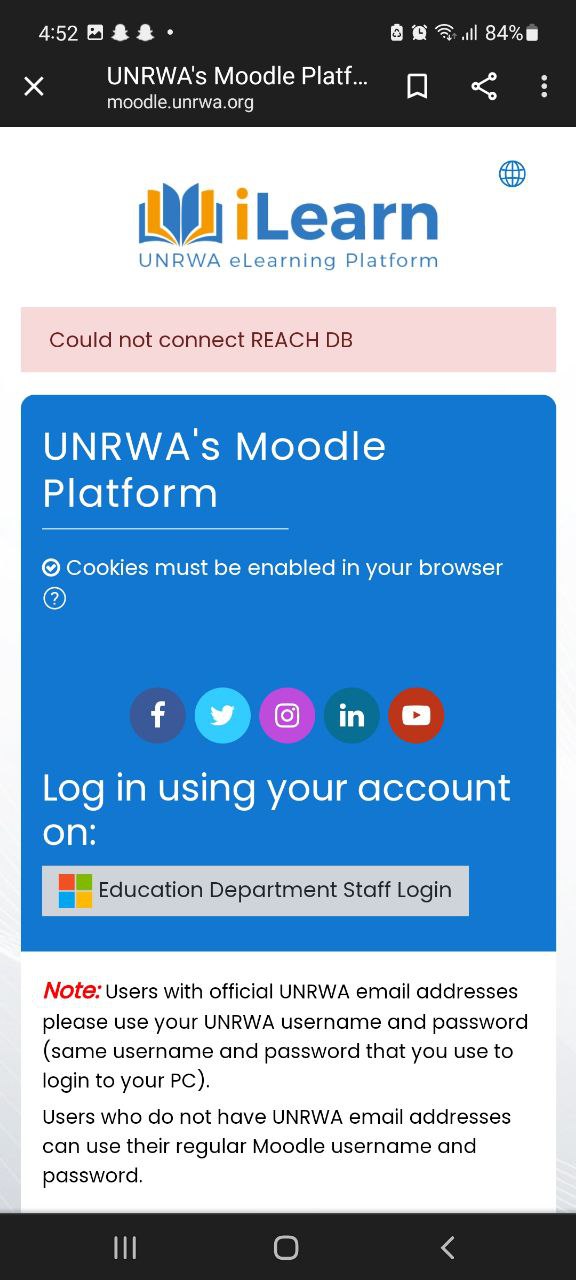 4:52
84%
UNRWA's Moodle Platf...
moodle.unrwa.org
iLearn
UNRWA eLearning Platform
Could not connect REACH DB
UNRWA's Moodle
Platform
Cookies must be enabled in your browser
?
f
in
Log in using your account
on:
Education Department Staff Login
Note: Users with official UNRWA email addresses
please use your UNRWA username and password
(same username and password that you use to
login to your PC).
Users who do not have UNRWA email addresses
can use their regular Moodle username and
password.